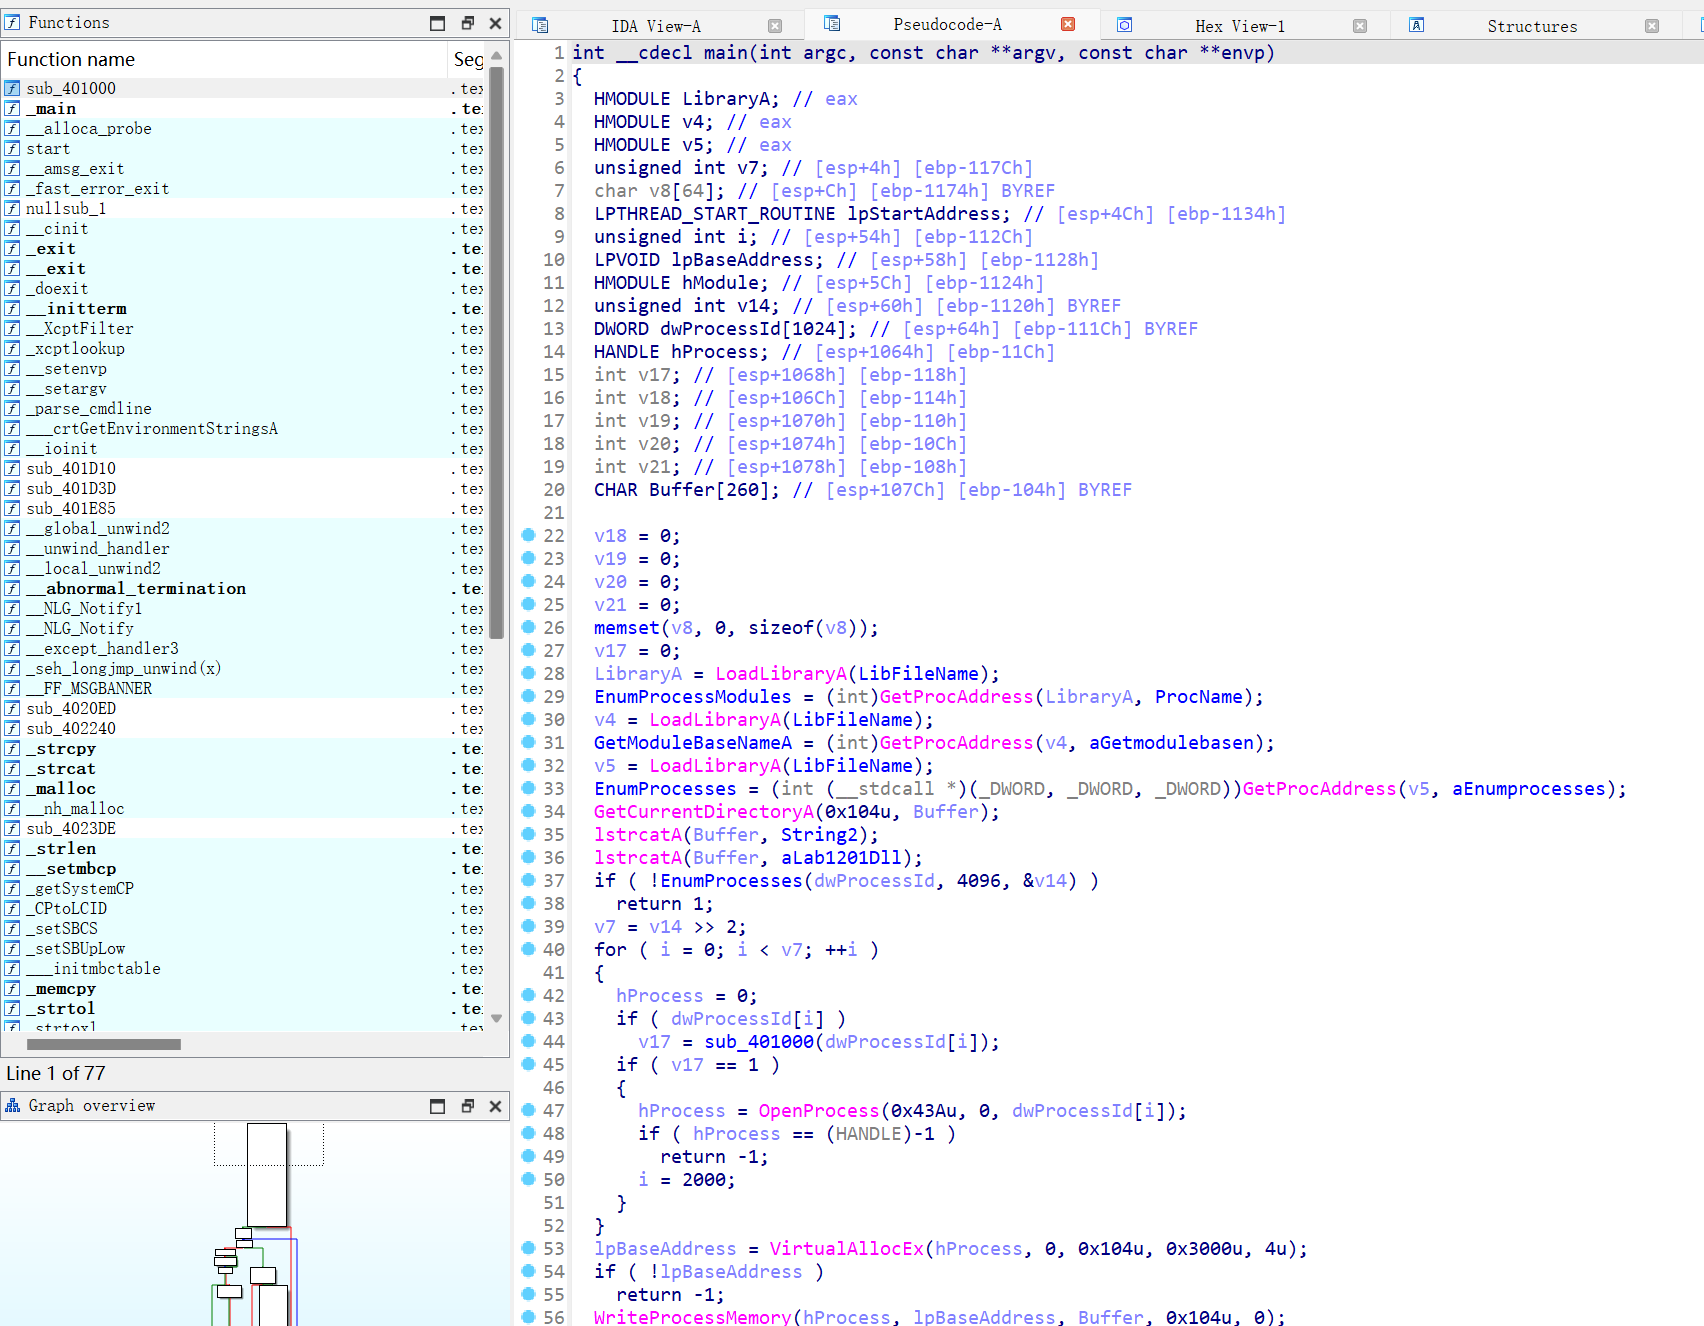 Functions
Function name Seg
sub_401000 .tex
_main .te
__alloca_probe .tex
start .tex
__amsg_exit .tex
_fast_error_exit .tex
nullsub_1 .tex
__cinit .tex
_exit .te
__exit .te
_doexit .tex
__initterm .te
__XcptFilter .tex
_xcptlookup .tex
__setenvp .tex
__setargv .tex
_parse_cmdline .tex
___crtGetEnvironmentStringsA .tex
__ioinit .tex
sub_401D10 .tex
sub_401D3D .tex
sub_401E85 .tex
__global_unwind2 .tex
__unwind_handler .tex
__local_unwind2 .tex
__abnormal_termination .te
__NLG_Notify1 .tex
__NLG_Notify .tex
__except_handler3 .tex
_seh_longjmp_unwind(x) .tex
__FF_MSGBANNER .tex
sub_4020ED .tex
sub_402240 .tex
_strcpy .te
_strcat .te
_malloc .te
__nh_malloc .tex
sub_4023DE .tex
_strlen .te
__setmbcp .te
_getSystemCP .tex
_CPtoLCID .tex
_setSBCS .tex
_setSBUpLow .tex
___initmbctable .tex
_memcpy .te
_strtol .te
strtoxl .tex
Line 1 of 77
Graph overview
IDA View-A
Pseudocode-A
Hex View-1
Structures
1 int __cdecl main(int argc, const char **argv, const char **envp)
2 {
3 HMODULE LibraryA; // eax
4 HMODULE v4; // eax
5 HMODULE v5; // eax
6 unsigned int v7; // [esp+4h] [ebp-117Ch]
7 char v8[64]; // [esp+Ch] [ebp-1174h] BYREF
8 LPTHREAD_START_ROUTINE lpStartAddress; // [esp+4Ch] [ebp-1134h]
9 unsigned int i; // [esp+54h] [ebp-112Ch]
10 LPVOID lpBaseAddress; // [esp+58h] [ebp-1128h]
11 HMODULE hModule; // [esp+5Ch] [ebp-1124h]
12 unsigned int v14; // [esp+60h] [ebp-1120h] BYREF
13 DWORD dwProcessId[1024]; // [esp+64h] [ebp-111Ch] BYREF
14 HANDLE hProcess; // [esp+1064h] [ebp-11Ch]
15 int v17; // [esp+1068h] [ebp-118h]
16 int v18; // [esp+106Ch] [ebp-114h]
17 int v19; // [esp+1070h] [ebp-110h]
18 int v20; // [esp+1074h] [ebp-10Ch]
19 int v21; // [esp+1078h] [ebp-108h]
20 CHAR Buffer[260]; // [esp+107Ch] [ebp-104h] BYREF
21
22 v18 = 0;
23 v19 = 0;
24 v20 = 0;
25 v21 = 0;
26 memset(v8, 0, sizeof(v8));
27 v17 = 0;
28 LibraryA = LoadLibraryA(LibFileName);
29 EnumProcessModules = (int)GetProcAddress(LibraryA, ProcName);
30 v4 = LoadLibraryA(LibFileName);
31 GetModuleBaseNameA = (int)GetProcAddress(v4, aGetmodulebasen);
32 v5 = LoadLibraryA(LibFileName);
33 EnumProcesses = (int (__stdcall *)(_DWORD, _DWORD, _DWORD))GetProcAddress(v5, aEnumprocesses);
34 GetCurrentDirectoryA(0x104u, Buffer);
35 lstrcatA(Buffer, String2);
36 lstrcatA(Buffer, aLab1201Dll);
37 if ( !EnumProcesses(dwProcessId, 4096, &v14) )
38 return 1;
39 v7 = v14 >> 2;
40 for ( i = 0; i < v7; ++i )
41 {
42 hProcess = 0;
43 if ( dwProcessId[i] )
44 v17 = sub_401000(dwProcessId[i]);
45 if ( v17 == 1 )
46 {
47 hProcess = OpenProcess(0x43Au, 0, dwProcessId[i]);
48 if ( hProcess == (HANDLE)-1 )
49 return -1;
50 i = 2000;
51 }
52 }
53 lpBaseAddress = VirtualAllocEx(hProcess, 0, 0x104u, 0x3000u, 4u);
54 if ( !lpBaseAddress )
55 return -1;
56 WriteProcessMemory(hProcess, lpBaseAddress, Buffer, 0x104u, 0);